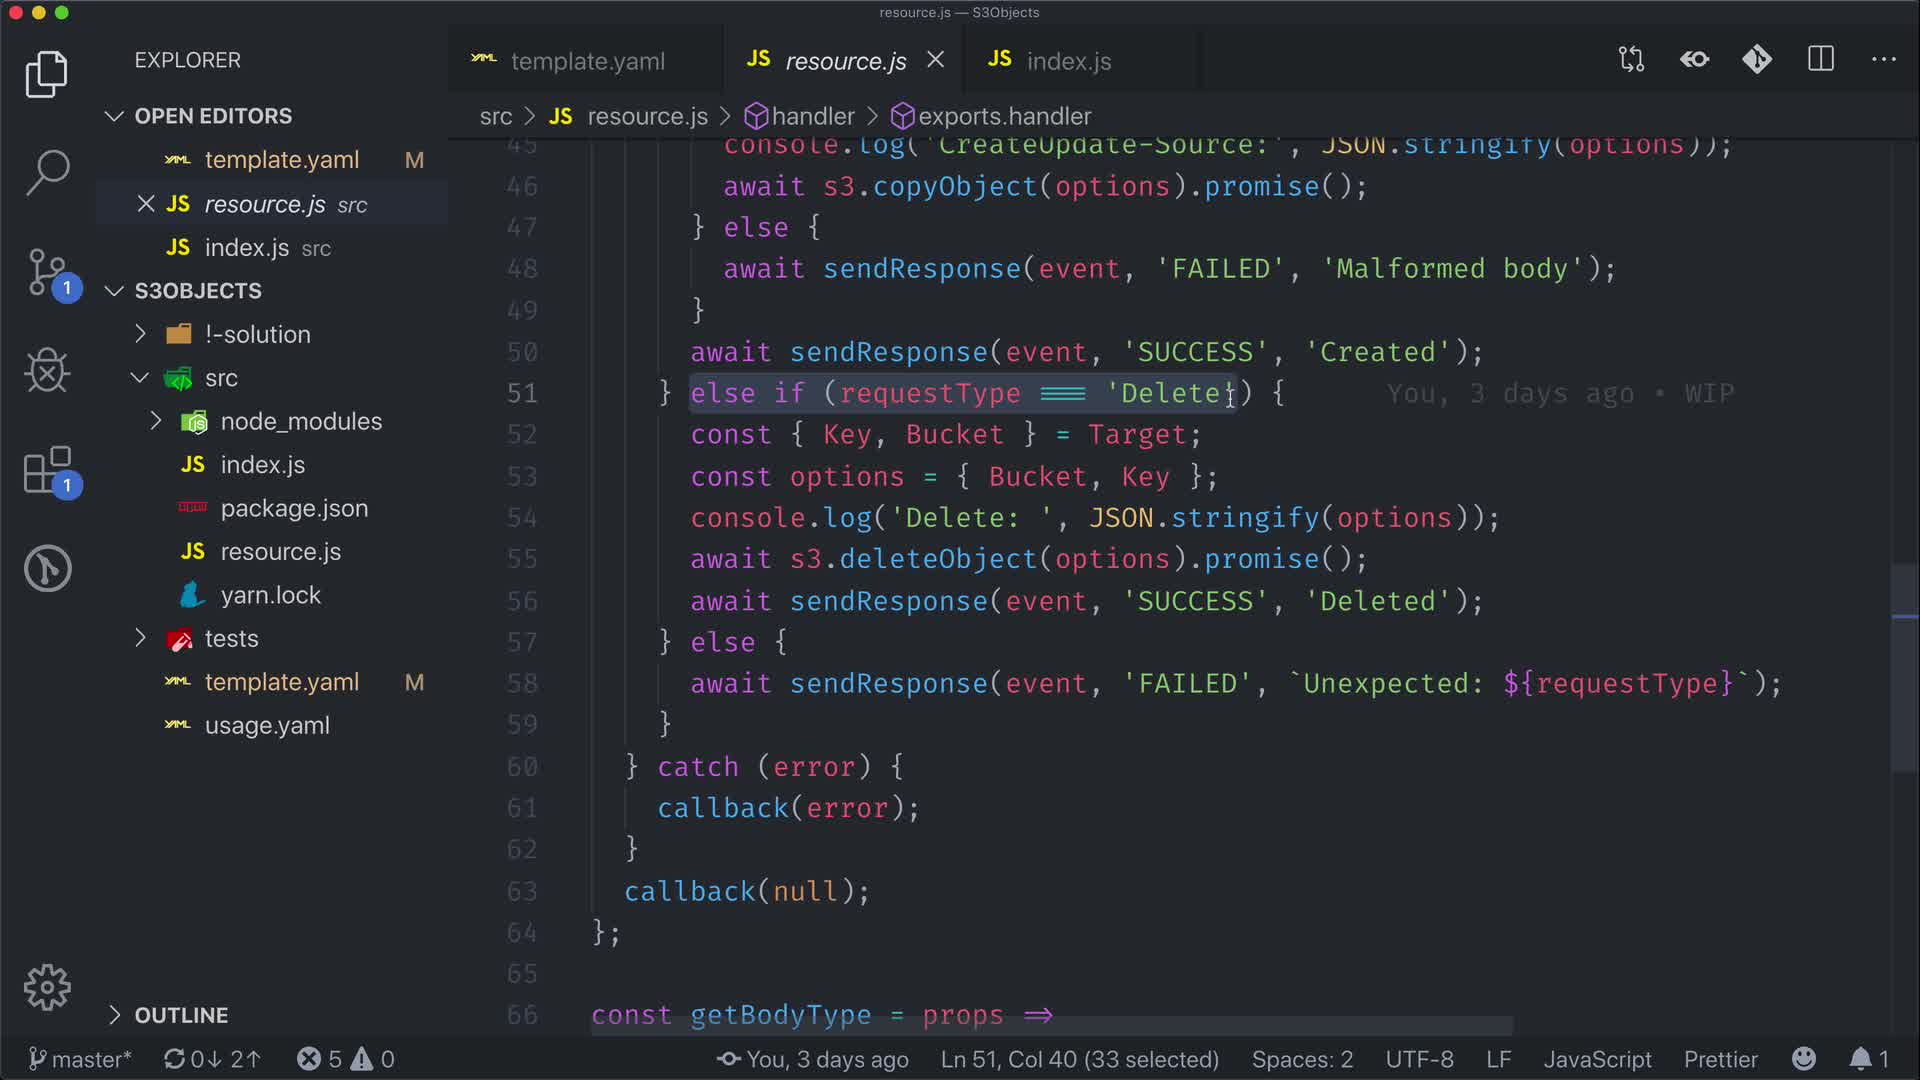 resource.js — S3Objects
EXPLORER
OPEN EDITORS
template.yaml M
JS resource.js src
JS index.js src
S3OBJECTS
!-solution
src
node_modules
JS index.js
package.json
JS resource.js
yarn.lock
tests
template.yaml M
usage.yaml
OUTLINE
1
1
template.yaml
JS resource.js
JS index.js
src > JS resource.js > handler > exports.handler
45 console.log('CreateUpdate-Source:', JSON.stringify(options));
46 await s3.copyObject(options).promise();
47 } else {
48 await sendResponse(event, 'FAILED', 'Malformed body');
49 }
50 await sendResponse(event, 'SUCCESS', 'Created');
51 } else if (requestType === 'Delete') { You, 3 days ago • WIP
52 const { Key, Bucket } = Target;
53 const options = { Bucket, Key };
54 console.log('Delete: ', JSON.stringify(options));
55 await s3.deleteObject(options).promise();
56 await sendResponse(event, 'SUCCESS', 'Deleted');
57 } else {
58 await sendResponse(event, 'FAILED', `Unexpected: ${requestType}`);
59 }
60 } catch (error) {
61 callback(error);
62 }
63 callback(null);
64 };
65
66 const getBodyType = props =>
master* 0↓ 2↑ 5 0 You, 3 days ago Ln 51, Col 40 (33 selected) Spaces: 2 UTF-8 LF JavaScript Prettier 1